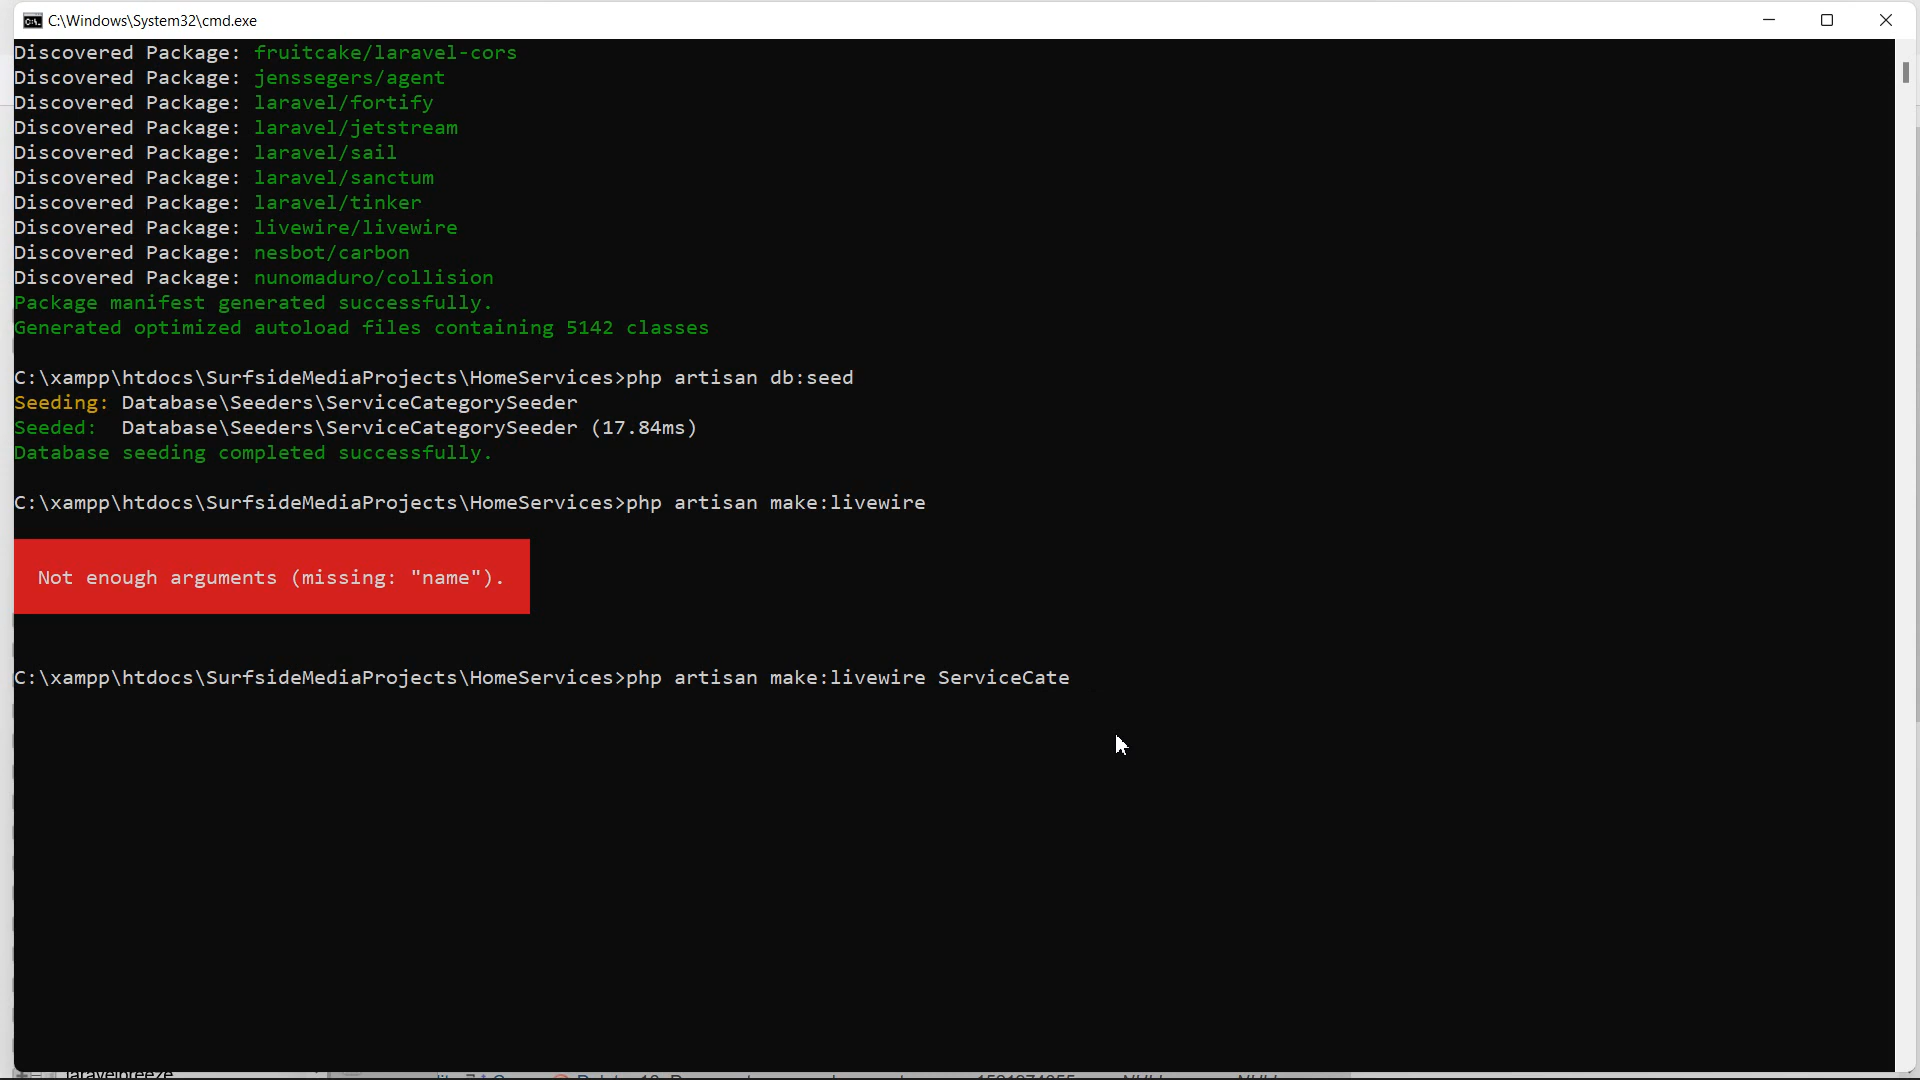 C:\Windows\System32\cmd.exe
Discovered Package: fruitcake/laravel-cors
Discovered Package: jenssegers/agent
Discovered Package: laravel/fortify
Discovered Package: laravel/jetstream
Discovered Package: laravel/sail
Discovered Package: laravel/sanctum
Discovered Package: laravel/tinker
Discovered Package: livewire/livewire
Discovered Package: nesbot/carbon
Discovered Package: nunomaduro/collision
Package manifest generated successfully.
Generated optimized autoload files containing 5142 classes
C:\xampp\htdocs\SurfsideMediaProjects\HomeServices>php artisan db:seed
Seeding: Database\Seeders\ServiceCategorySeeder
Seeded:  Database\Seeders\ServiceCategorySeeder (17.84ms)
Database seeding completed successfully.
C:\xampp\htdocs\SurfsideMediaProjects\HomeServices>php artisan make:livewire
Not enough arguments (missing: "name").
C:\xampp\htdocs\SurfsideMediaProjects\HomeServices>php artisan make:livewire ServiceCate
laravelbreeze